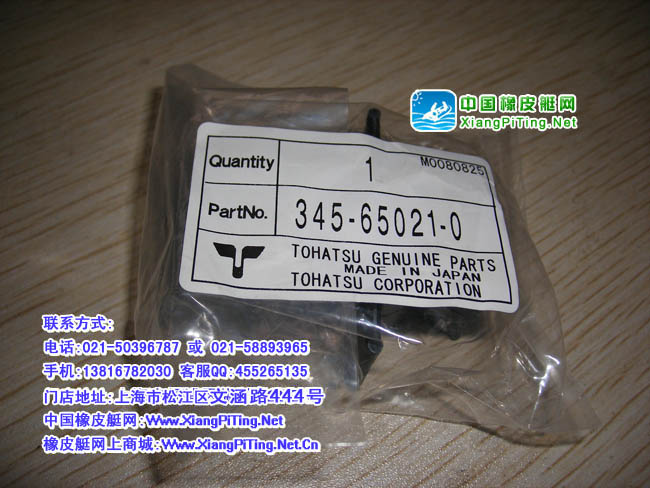 中国橡皮艇网
XiangPiTing.Net
Quantity 1 M0080825
PartNo. 345-65021-0
TOHATSU GENUINE PARTS
MADE IN JAPAN
TOHATSU CORPORATION
联系方式:
电话:021-50396787 或 021-58893965
手机:13816782030 客服QQ:455265135
门店地址:上海市松江区文涵路444号
中国橡皮艇网:Www.XiangPiTing.Net
橡皮艇网上商城:Www.XiangPiTing.Net.Cn